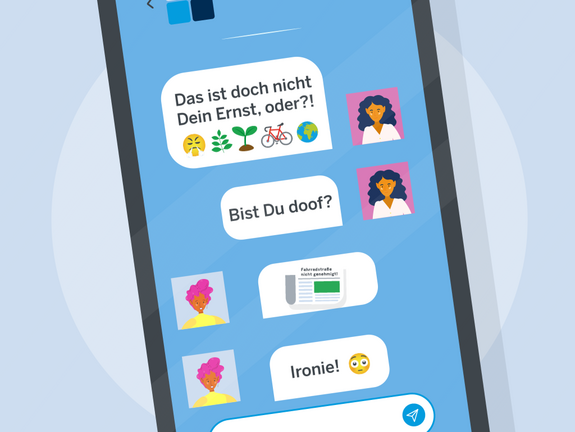 Das ist doch nicht
Dein Ernst, oder?!
😤🌿🌱🚲🌍
Bist Du doof?
Fahrradstraße
nicht genehmigt!
Ironie! 😳